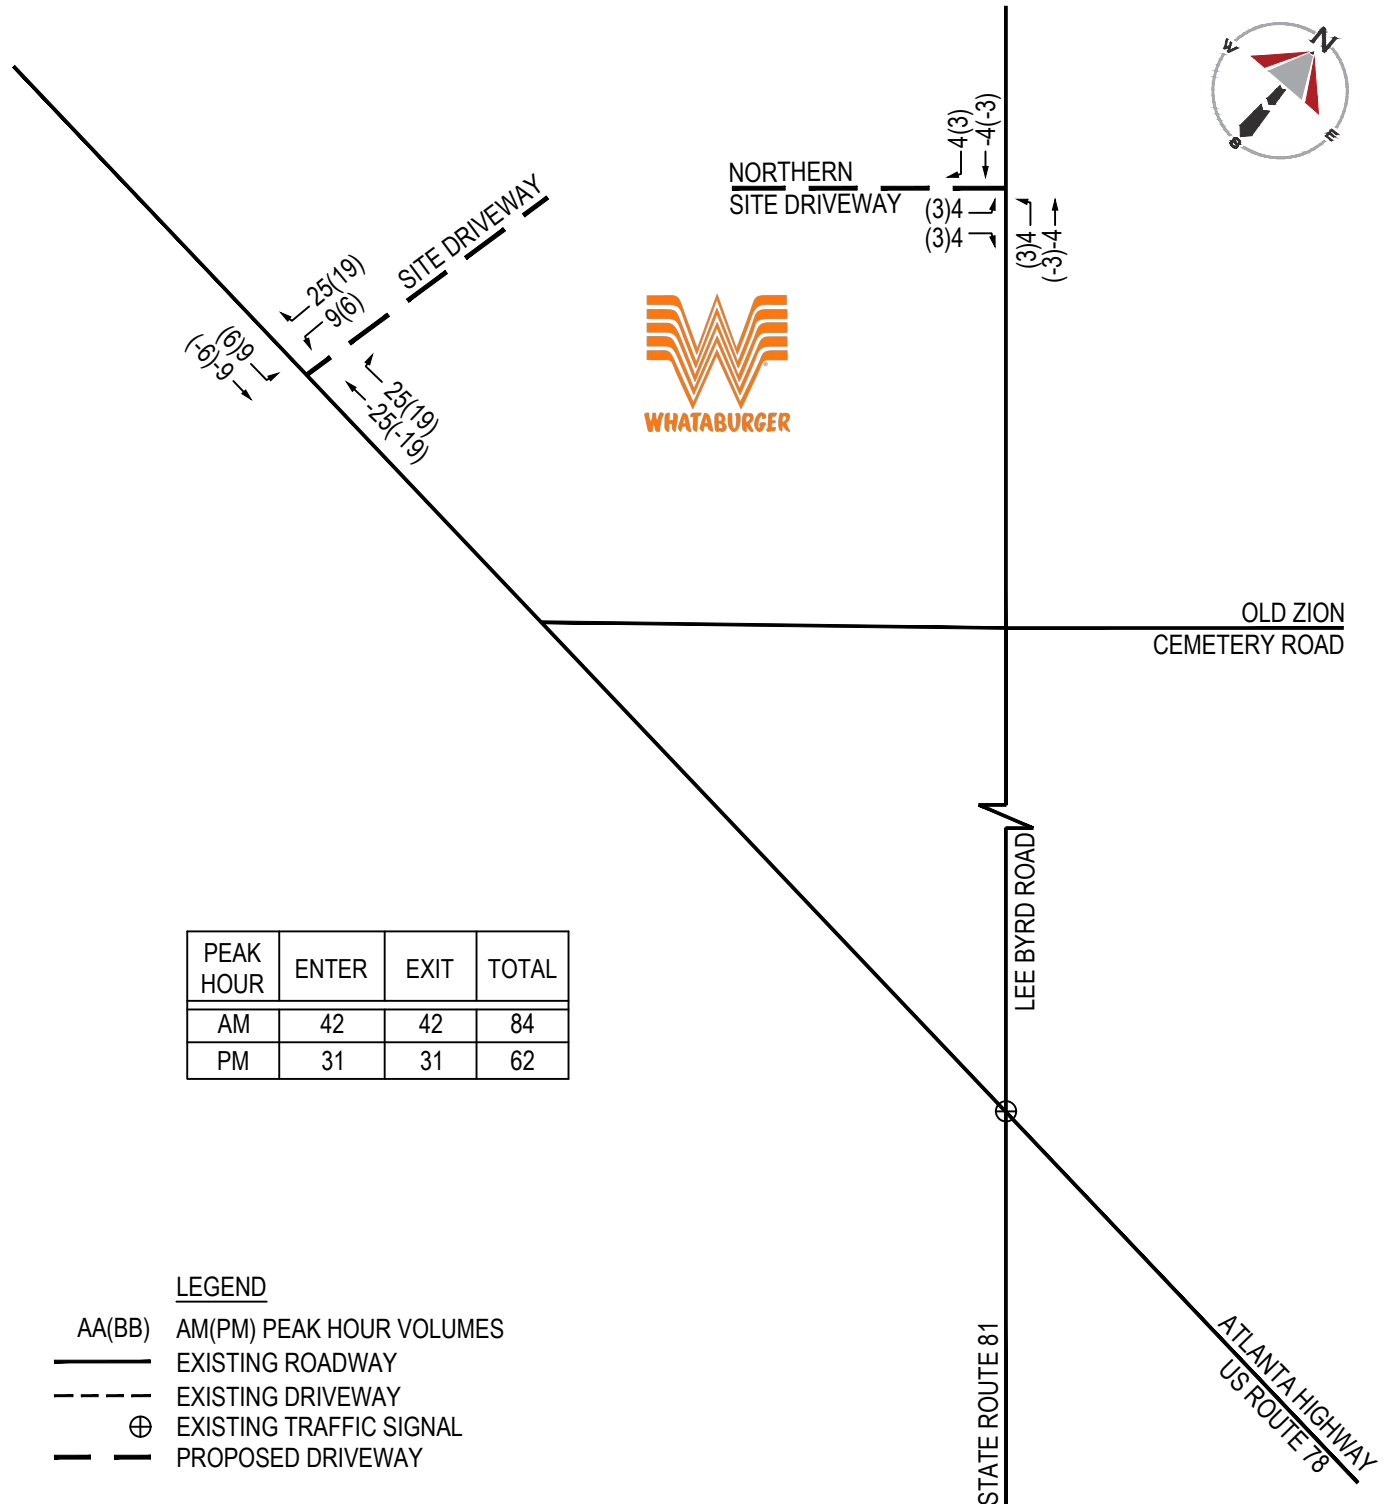 N
W
E
S
4(3)
-4(-3)
NORTHERN
SITE DRIVEWAY
(3)4
(3)4
(3)4
(-3)-4
SITE DRIVEWAY
25(19)
9(6)
(6)9
(-6)-9
25(19)
-25(-19)
WHATABURGER
OLD ZION
CEMETERY ROAD
LEE BYRD ROAD
PEAK HOUR ENTER EXIT TOTAL
AM 42 42 84
PM 31 31 62
LEGEND
AA(BB) AM(PM) PEAK HOUR VOLUMES
EXISTING ROADWAY
EXISTING DRIVEWAY
EXISTING TRAFFIC SIGNAL
PROPOSED DRIVEWAY
STATE ROUTE 81
ATLANTA HIGHWAY
US ROUTE 78